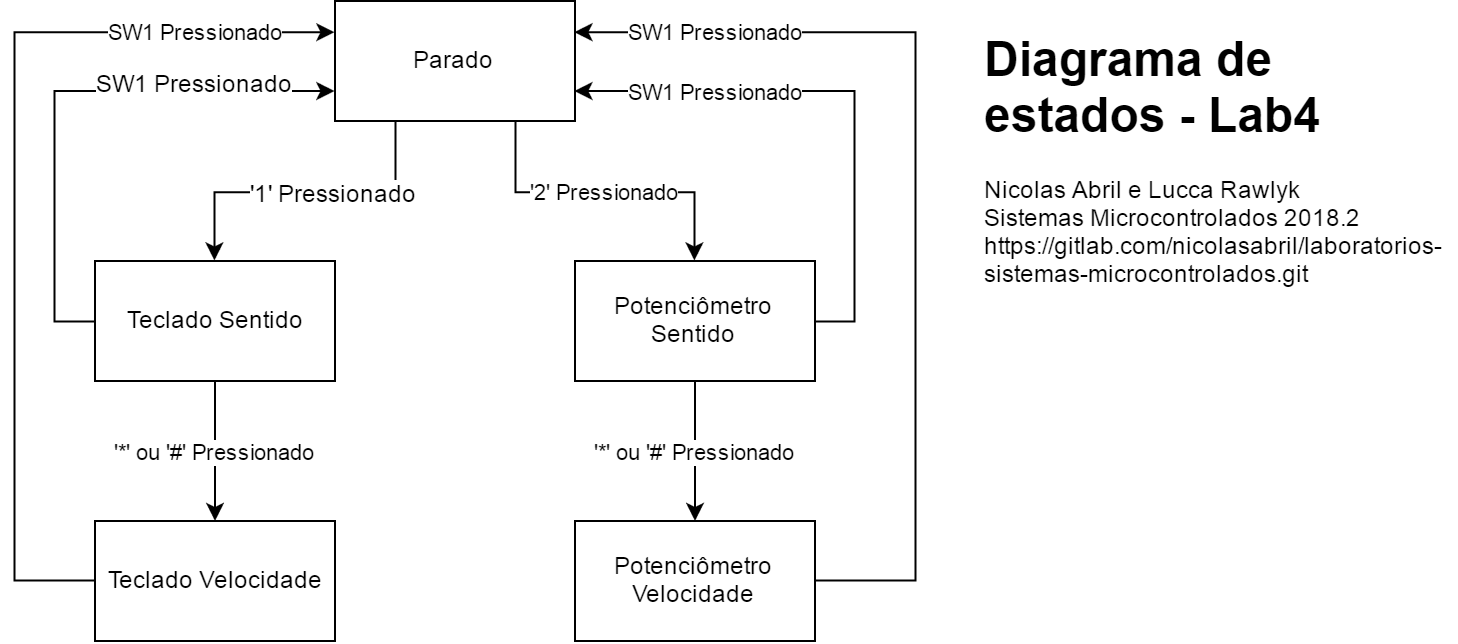 SW1 Pressionado
SW1 Pressionado
Parado
SW1 Pressionado
SW1 Pressionado
'1' Pressionado
'2' Pressionado
Teclado Sentido
Potenciômetro
Sentido
'*' ou '#' Pressionado
'*' ou '#' Pressionado
Teclado Velocidade
Potenciômetro
Velocidade
Diagrama de
estados - Lab4
Nicolas Abril e Lucca Rawlyk
Sistemas Microcontrolados 2018.2
https://gitlab.com/nicolasabril/laboratorios-
sistemas-microcontrolados.git